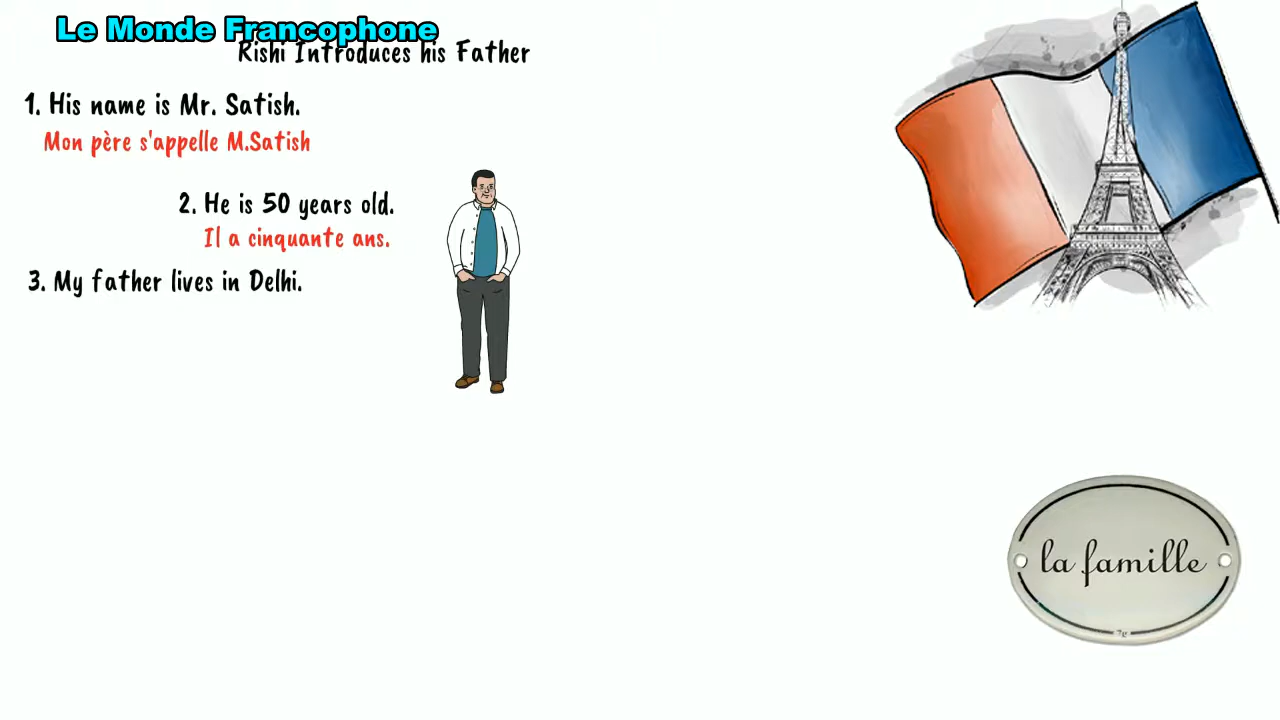 Le Monde Francophone
Rishi Introduces his Father
1. His name is Mr. Satish.
Mon père s'appelle M.Satish
2. He is 50 years old.
Il a cinquante ans.
3. My father lives in Delhi.
la famille